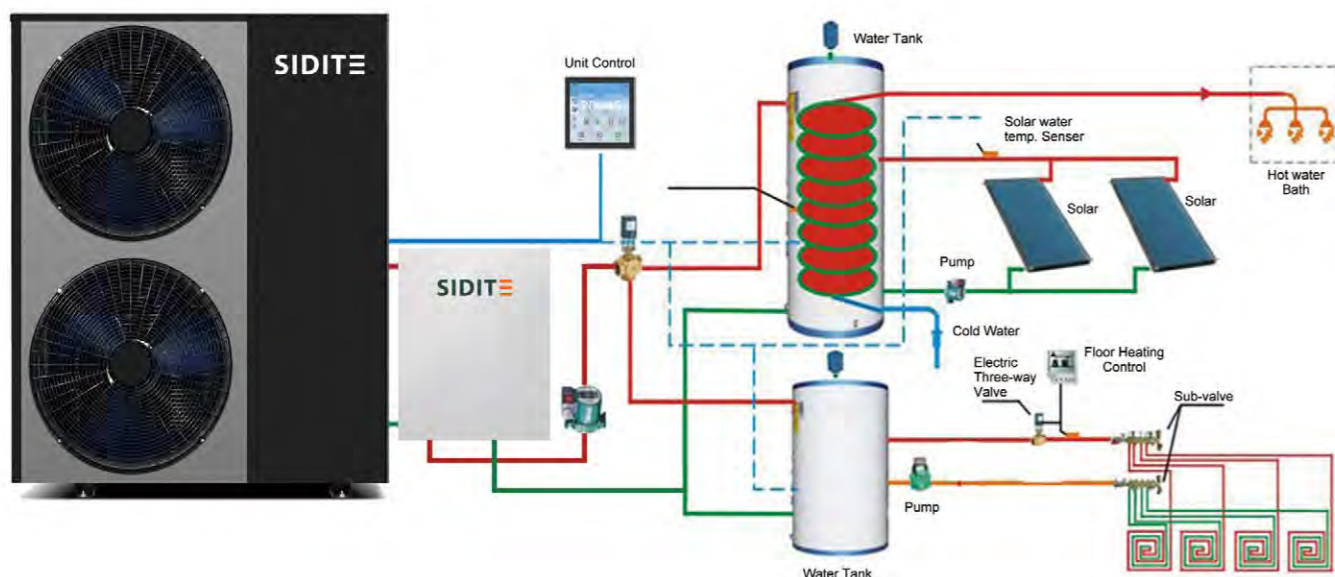 SIDITE
Unit Control
Water Tank
Solar water
temp. Senser
Hot water
Bath
Solar
Solar
SIDITE
Pump
Cold Water
Electric
Three-way
Valve
Floor Heating
Control
Sub-valve
Pump
Water Tank